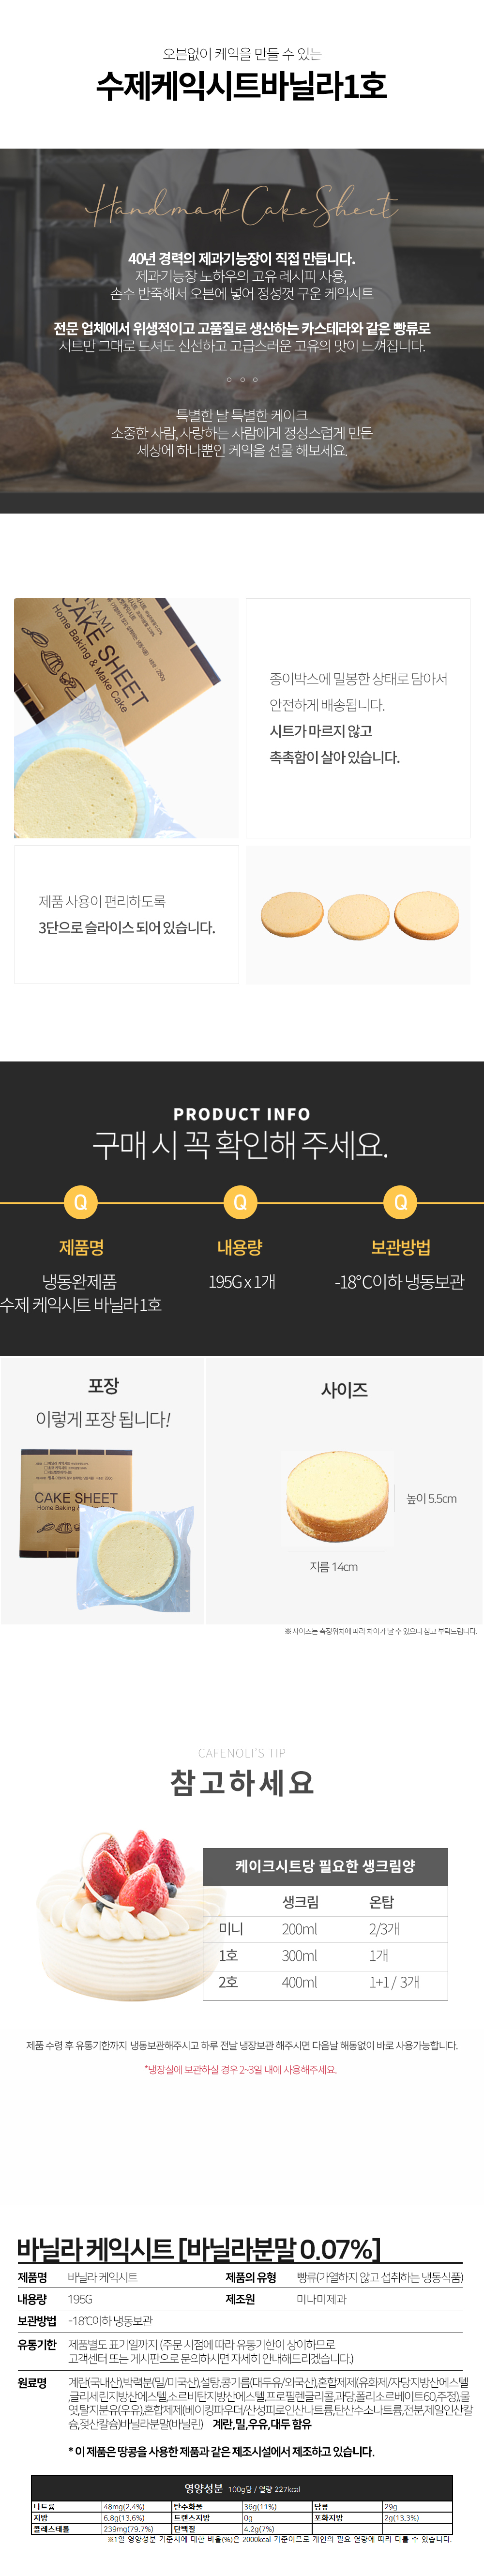 오븐없이 케익을 만들 수 있는
수제케익시트바닐라1호
Handmad CakeSheet
40년 경력의 제과기능장이 직접 만듭니다.
제과기능장 노하우의 고유 레시피 사용,
손수 반죽해서 오븐에 넣어 정성껏 구운 케익시트
전문 업체에서 위생적이고 고품질로 생산하는 카스테라와 같은 빵류로
시트만 그대로 드셔도 신선하고 고급스러운 고유의 맛이 느껴집니다.
특별한 날 특별한 케이크
소중한 사람, 사랑하는 사람에게 정성스럽게 만든
세상에 하나뿐인 케익을 선물 해보세요.
CAKE SHEET
Home Baking & Make Cake
종이박스에 밀봉한 상태로 담아서
안전하게 배송됩니다.
시트가 마르지 않고
촉촉함이 살아 있습니다.
제품 사용이 편리하도록
3단으로 슬라이스 되어 있습니다.
PRODUCT INFO
구매 시 꼭 확인해 주세요.
Q Q Q
제품명 내용량 보관방법
냉동완제품
수제 케익시트 바닐라 1호
195G x 1개
-18℃이하 냉동보관
포장
이렇게 포장 됩니다!
CAKE SHEET
Home Baking &
사이즈
높이 5.5cm
지름 14cm
※ 사이즈는 측정위치에 따라 차이가 날 수 있으니 참고 부탁드립니다.
CAFENOLI'S TIP
참고하세요
케이크시트당 필요한 생크림양
생크림 온탑
미니 200ml 2/3개
1호 300ml 1개
2호 400ml 1+1 / 3개
제품 수령 후 유통기한까지 냉동보관해주시고 하루 전날 냉장보관 해주시면 다음날 해동없이 바로 사용가능합니다.
*냉장실에 보관하실 경우 2~3일 내에 사용해주세요.
바닐라 케익시트 [바닐라분말 0.07%]
제품명 바닐라 케익시트 제품의 유형 빵류(가열하지 않고 섭취하는 냉동식품)
내용량 195G 제조원 미나미제과
보관방법 -18℃이하 냉동보관
유통기한 제품별도 표기일까지 (주문 시점에 따라 유통기한이 상이하므로
고객센터 또는 게시판으로 문의하시면 자세히 안내해드리겠습니다.)
원료명 계란(국내산),박력분(밀/미국산),설탕,콩기름(대두유/외국산),혼합제제(유화제/자당지방산에스텔
,글리세린지방산에스텔,소르비탄지방산에스텔,프로필렌글리콜,과당,폴리소르베이트60,주정),물
엿,탈지분유(우유),혼합제제(베이킹파우더/산성피로인산나트륨,탄산수소나트륨,전분,제일인산칼
슘,젖산칼슘)바닐라분말(바닐린) 계란,밀,우유,대두 함유
* 이 제품은 땅콩을 사용한 제품과 같은 제조시설에서 제조하고 있습니다.
영양성분 100g당 / 열량 227kcal
나트륨 48mg(2.4%) 탄수화물 36g(11%) 당류 29g
지방 6.8g(13.6%) 트랜스지방 0g 포화지방 2g(13.3%)
콜레스테롤 239mg(79.7%) 단백질 4.2g(7%)
※1일 영양성분 기준치에 대한 비율(%)은 2000kcal 기준이므로 개인의 필요 열량에 따라 다를 수 있습니다.